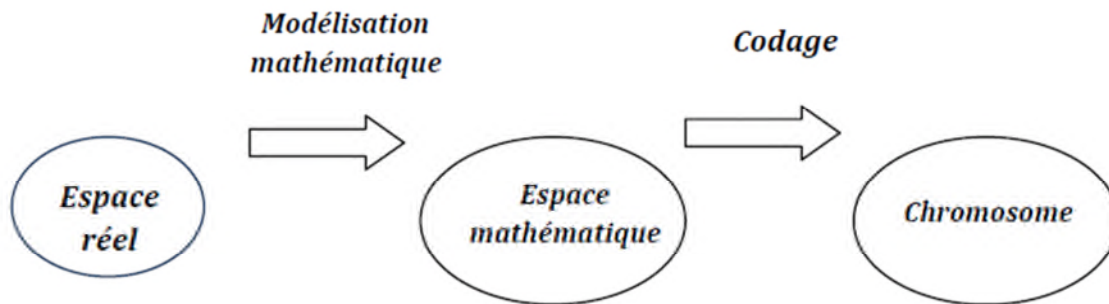 Modélisation
mathématique
Codage
Espace
réel
Espace
mathématique
Chromosome